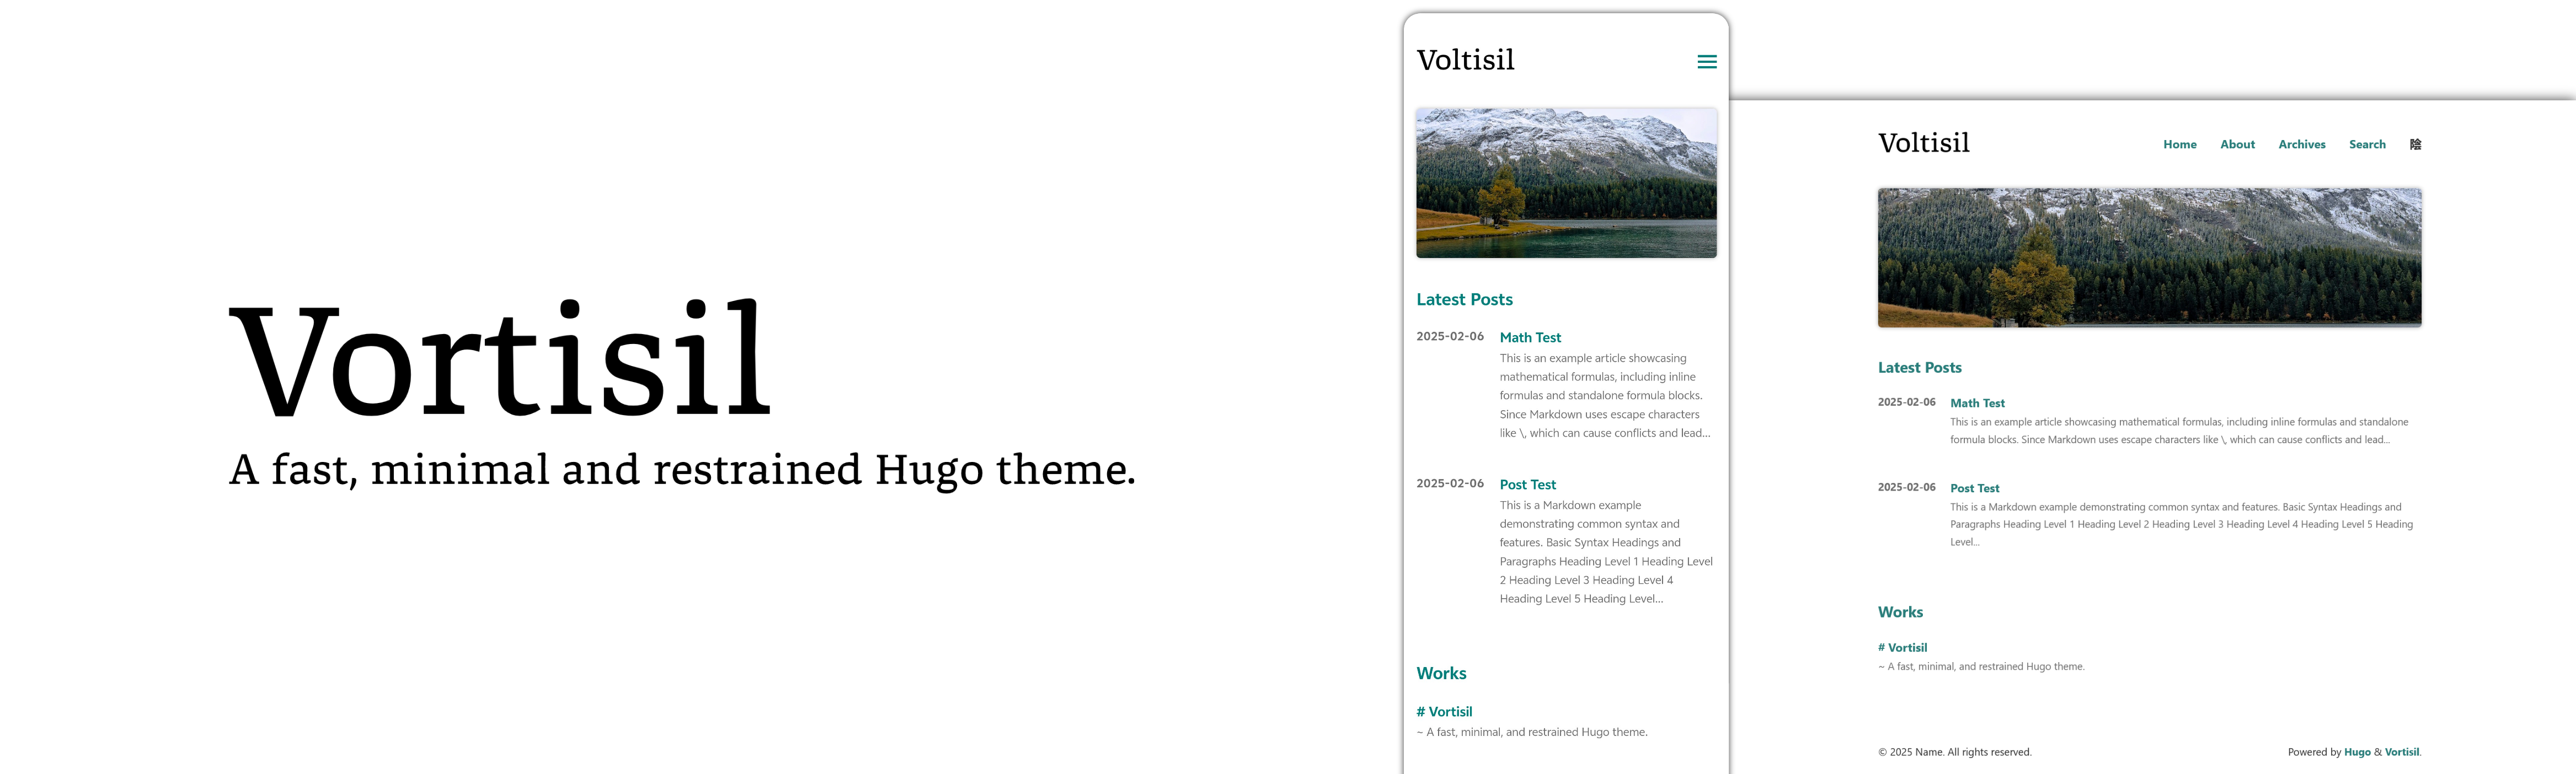 Vortisil
A fast, minimal and restrained Hugo theme.
Voltisil
Latest Posts
2025-02-06
Math Test
This is an example article showcasing
mathematical formulas, including inline
formulas and standalone formula blocks.
Since Markdown uses escape characters
like \, which can cause conflicts and lead...
2025-02-06
Post Test
This is a Markdown example
demonstrating common syntax and
features. Basic Syntax Headings and
Paragraphs Heading Level 1 Heading Level
2 Heading Level 3 Heading Level 4
Heading Level 5 Heading Level...
Works
# Vortisil
~ A fast, minimal, and restrained Hugo theme.
Voltisil
Home About Archives Search 陰
Latest Posts
2025-02-06
Math Test
This is an example article showcasing mathematical formulas, including inline formulas and standalone
formula blocks. Since Markdown uses escape characters like \, which can cause conflicts and lead...
2025-02-06
Post Test
This is a Markdown example demonstrating common syntax and features. Basic Syntax Headings and
Paragraphs Heading Level 1 Heading Level 2 Heading Level 3 Heading Level 4 Heading Level 5 Heading
Level...
Works
# Vortisil
~ A fast, minimal, and restrained Hugo theme.
© 2025 Name. All rights reserved.
Powered by Hugo & Vortisil.